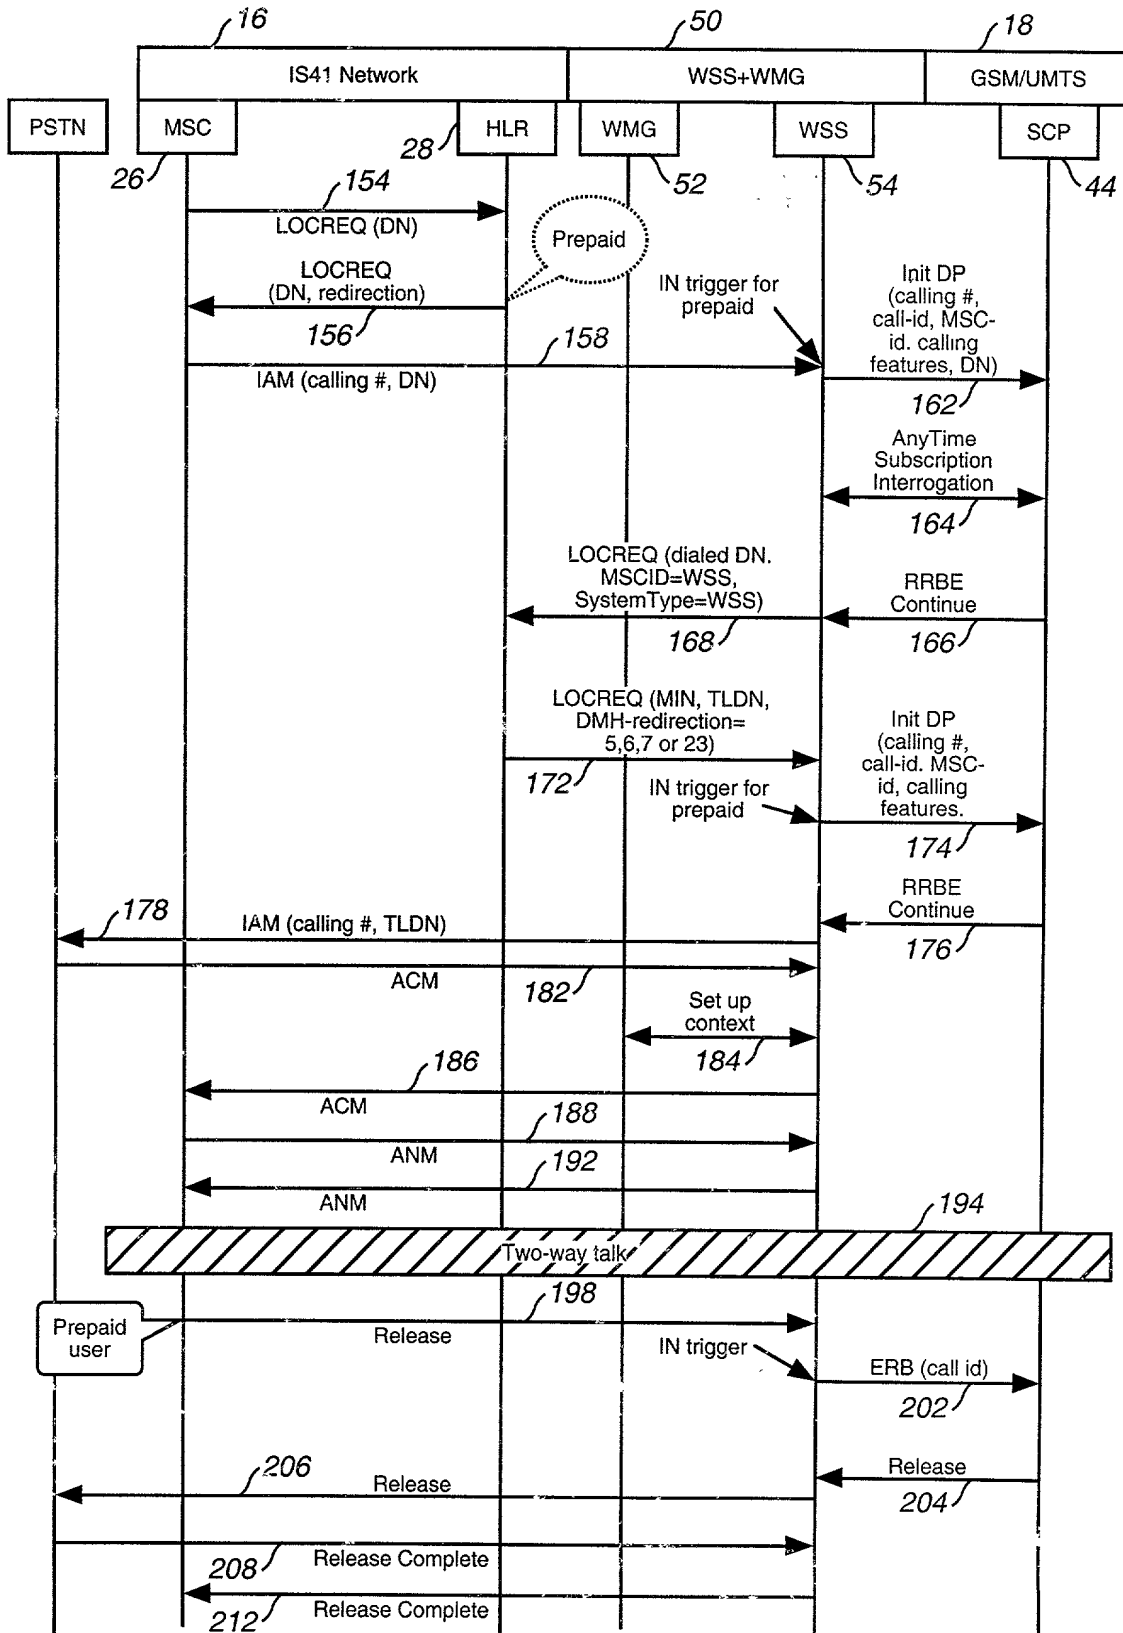 16
50
18
IS41 Network
WSS+WMG
GSM/UMTS
PSTN
MSC
HLR
WMG
WSS
SCP
26
28
52
54
44
154
LOCREQ (DN)
Prepaid
LOCREQ
(DN, redirection)
156
IN trigger for
prepaid
Init DP
(calling #,
call-id, MSC-
id. calling
features, DN)
158
IAM (calling #, DN)
162
AnyTime
Subscription
Interrogation
164
LOCREQ (dialed DN.
MSCID=WSS,
SystemType=WSS)
168
RRBE
Continue
166
LOCREQ (MIN, TLDN,
DMH-redirection=
5,6,7 or 23)
172
Init DP
(calling #,
call-id. MSC-
id, calling
features.
IN trigger for
prepaid
174
RRBE
Continue
176
178
IAM (calling #, TLDN)
ACM
182
Set up
context
184
186
ACM
188
ANM
192
ANM
194
Two-way talk
Prepaid
user
198
Release
IN trigger
ERB (call id)
202
Release
204
206
Release
208
Release Complete
212
Release Complete